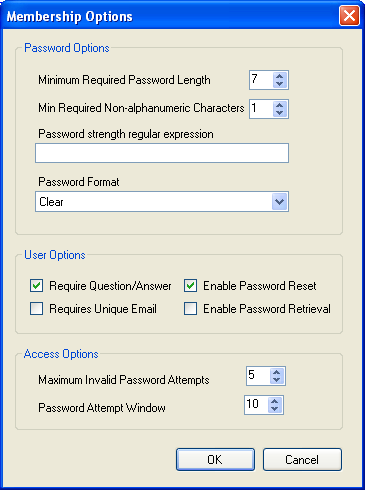 Membership Options
Password Options
Minimum Required Password Length 7
Min Required Non-alphanumeric Characters 1
Password strength regular expression
Password Format
Clear
User Options
Require Question/Answer Enable Password Reset
Requires Unique Email Enable Password Retrieval
Access Options
Maximum Invalid Password Attempts 5
Password Attempt Window 10
OK Cancel